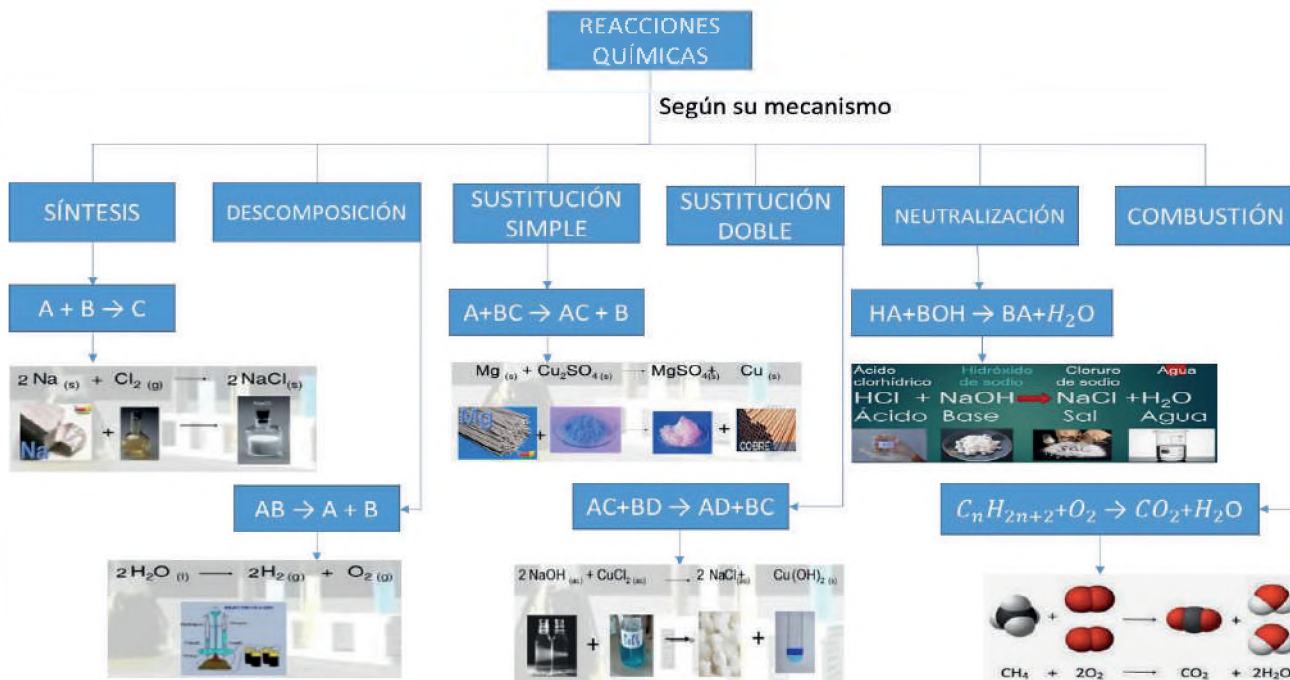 REACCIONES
QUÍMICAS
Según su mecanismo
SÍNTESIS
DESCOMPOSICIÓN
SUSTITUCIÓN
SIMPLE
SUSTITUCIÓN
DOBLE
NEUTRALIZACIÓN
COMBUSTIÓN
A + B → C
2 Na (s) + Cl₂ (g) → 2 NaCl(s)
Na + → NaCl
AB → A + B
2 H₂O (l) → 2H₂ (g) + O₂ (g)
A+BC → AC + B
Mg (s) + Cu₂SO₄ (s) → MgSO₄(s)+ Cu (s)
Mg + → + COBRE
AC+BD → AD+BC
2 NaOH (ac) + CuCl₂ (ac) → 2 NaCl(ac)+ Cu(OH)₂ (s)
+ → +
HA+BOH → BA+H₂O
Ácido clorhídrico Hidróxido de sodio Cloruro de sodio Agua
HCl + NaOH → NaCl + H₂O
Ácido Base Sal Agua
CₙH₂ₙ₊₂+O₂ → CO₂+H₂O
+ → +
CH₄ + 2O₂ → CO₂ + 2H₂O